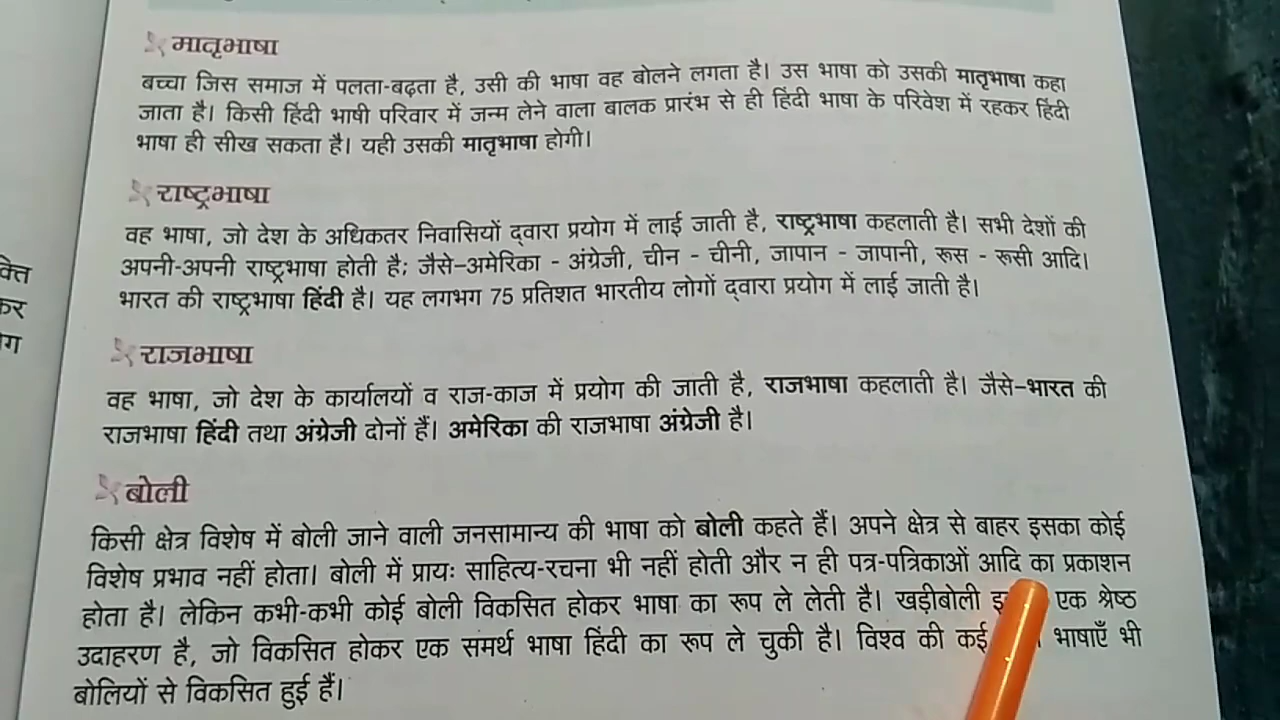 मातृभाषा
बच्चा जिस समाज में पलता-बढ़ता है, उसी की भाषा वह बोलने लगता है। उस भाषा को उसकी मातृभाषा कहा
जाता है। किसी हिंदी भाषी परिवार में जन्म लेने वाला बालक प्रारंभ से ही हिंदी भाषा के परिवेश में रहकर हिंदी
भाषा ही सीख सकता है। यही उसकी मातृभाषा होगी।
राष्ट्रभाषा
वह भाषा, जो देश के अधिकतर निवासियों द्वारा प्रयोग में लाई जाती है, राष्ट्रभाषा कहलाती है। सभी देशों की
अपनी-अपनी राष्ट्रभाषा होती है; जैसे–अमेरिका - अंग्रेजी, चीन - चीनी, जापान - जापानी, रूस - रूसी आदि।
भारत की राष्ट्रभाषा हिंदी है। यह लगभग 75 प्रतिशत भारतीय लोगों द्वारा प्रयोग में लाई जाती है।
राजभाषा
वह भाषा, जो देश के कार्यालयों व राज-काज में प्रयोग की जाती है, राजभाषा कहलाती है। जैसे–भारत की
राजभाषा हिंदी तथा अंग्रेजी दोनों हैं। अमेरिका की राजभाषा अंग्रेजी है।
बोली
किसी क्षेत्र विशेष में बोली जाने वाली जनसामान्य की भाषा को बोली कहते हैं। अपने क्षेत्र से बाहर इसका कोई
विशेष प्रभाव नहीं होता। बोली में प्रायः साहित्य-रचना भी नहीं होती और न ही पत्र-पत्रिकाओं आदि का प्रकाशन
होता है। लेकिन कभी-कभी कोई बोली विकसित होकर भाषा का रूप ले लेती है। खड़ीबोली एक श्रेष्ठ
उदाहरण है, जो विकसित होकर एक समर्थ भाषा हिंदी का रूप ले चुकी है। विश्व की कई भाषाएँ भी
बोलियों से विकसित हुई हैं।